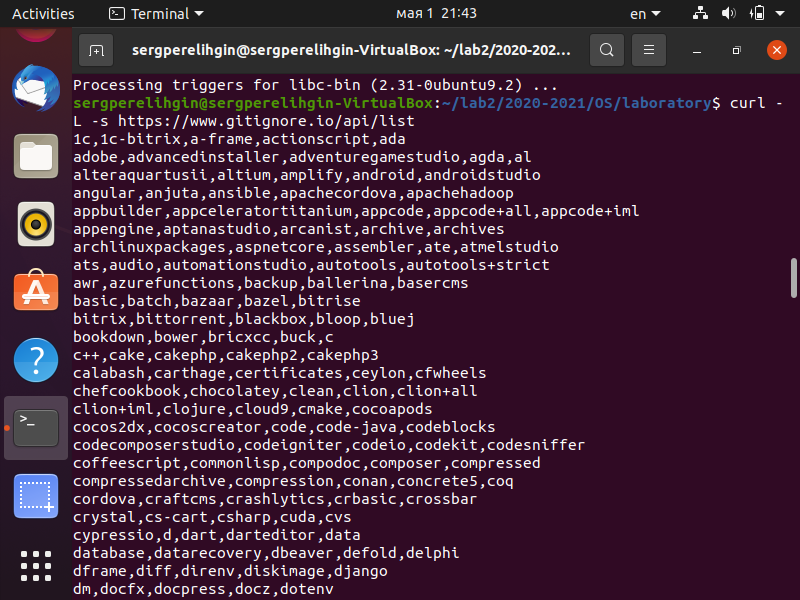 Activities Terminal мая 1 21:43 en
sergperelihgin@sergperelihgin-VirtualBox: ~/lab2/2020-202...
Processing triggers for libc-bin (2.31-0ubuntu9.2) ...
sergperelihgin@sergperelihgin-VirtualBox:~/lab2/2020-2021/OS/laboratory$ curl -
L -s https://www.gitignore.io/api/list
1c,1c-bitrix,a-frame,actionscript,ada
adobe,advancedinstaller,adventuregamestudio,agda,al
alteraquartusii,altium,amplify,android,androidstudio
angular,anjuta,ansible,apachecordova,apachehadoop
appbuilder,appceleratortitanium,appcode,appcode+all,appcode+iml
appengine,aptanastudio,arcanist,archive,archives
archlinuxpackages,aspnetcore,assembler,ate,atmelstudio
ats,audio,automationstudio,autotools,autotools+strict
awr,azurefunctions,backup,ballerina,basercms
basic,batch,bazaar,bazel,bitrise
bitrix,bittorrent,blackbox,bloop,bluej
bookdown,bower,bricxcc,buck,c
c++,cake,cakephp,cakephp2,cakephp3
calabash,carthage,certificates,ceylon,cfwheels
chefcookbook,chocolatey,clean,clion,clion+all
clion+iml,clojure,cloud9,cmake,cocoapods
cocos2dx,cocoscreator,code,code-java,codeblocks
codecomposerstudio,codeigniter,codeio,codekit,codesniffer
coffeescript,commonlisp,compodoc,composer,compressed
compressedarchive,compression,conan,concrete5,coq
cordova,craftcms,crashlytics,crbasic,crossbar
crystal,cs-cart,csharp,cuda,cvs
cypressio,d,dart,darteditor,data
database,datarecovery,dbeaver,defold,delphi
dframe,diff,direnv,diskimage,django
dm,docfx,docpress,docz,dotenv